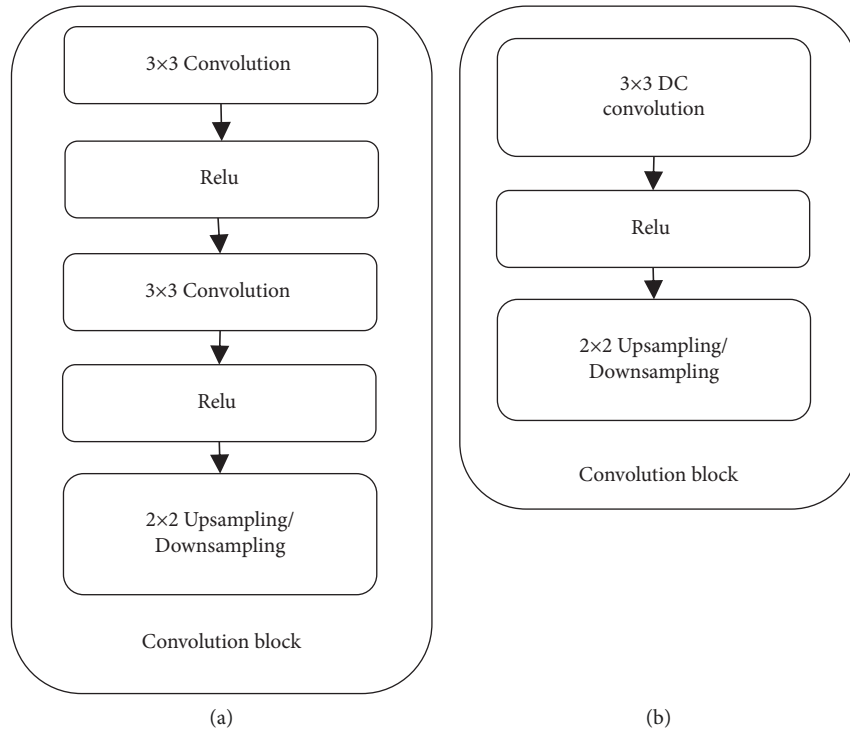 3×3 Convolution
Relu
3×3 Convolution
Relu
2×2 Upsampling/
Downsampling
Convolution block
(a)
3×3 DC
convolution
Relu
2×2 Upsampling/
Downsampling
Convolution block
(b)